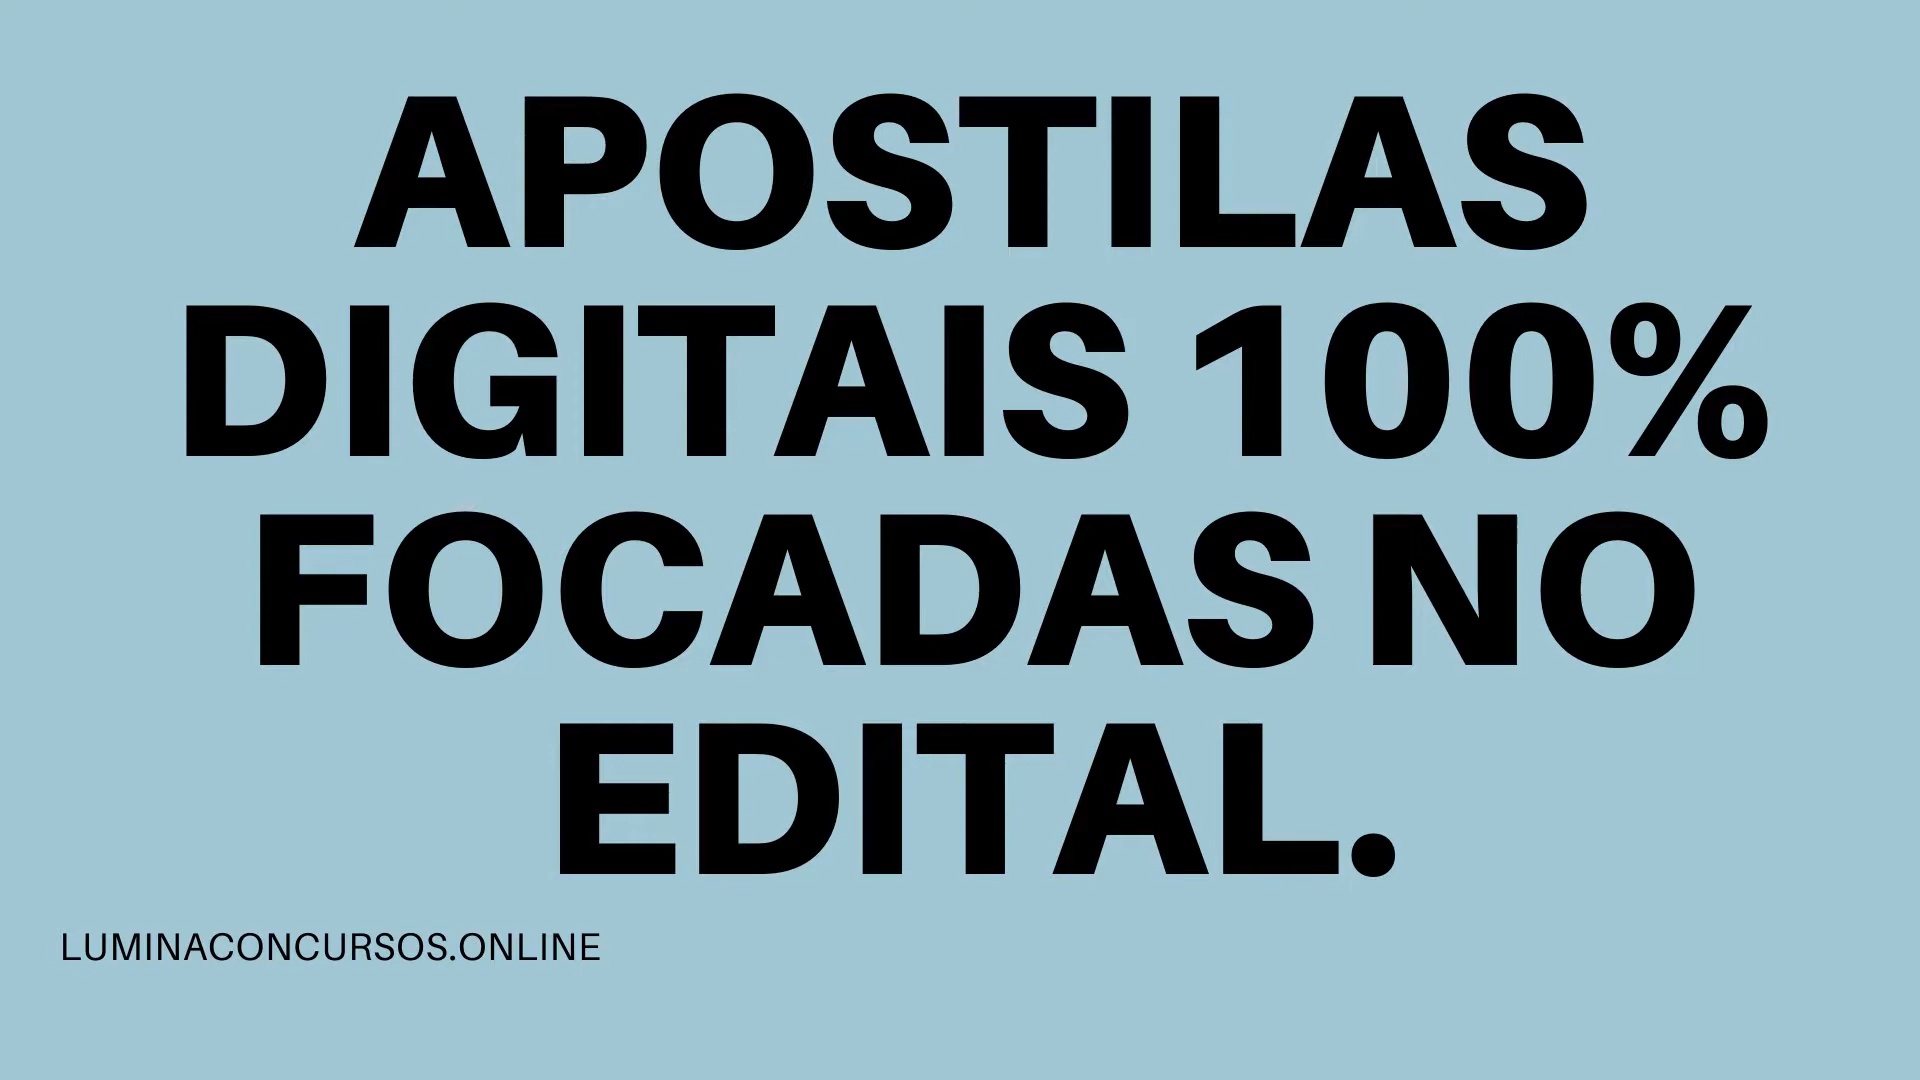 APOSTILAS
DIGITAIS 100%
FOCADAS NO
EDITAL.
LUMINACONCURSOS.ONLINE